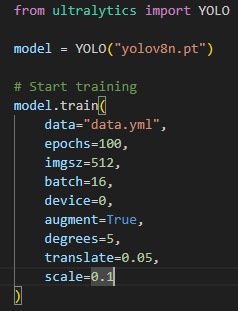 from ultralytics import YOLO

model = YOLO("yolov8n.pt")

# Start training
model.train(
    data="data.yml",
    epochs=100,
    imgsz=512,
    batch=16,
    device=0,
    augment=True,
    degrees=5,
    translate=0.05,
    scale=0.1
)